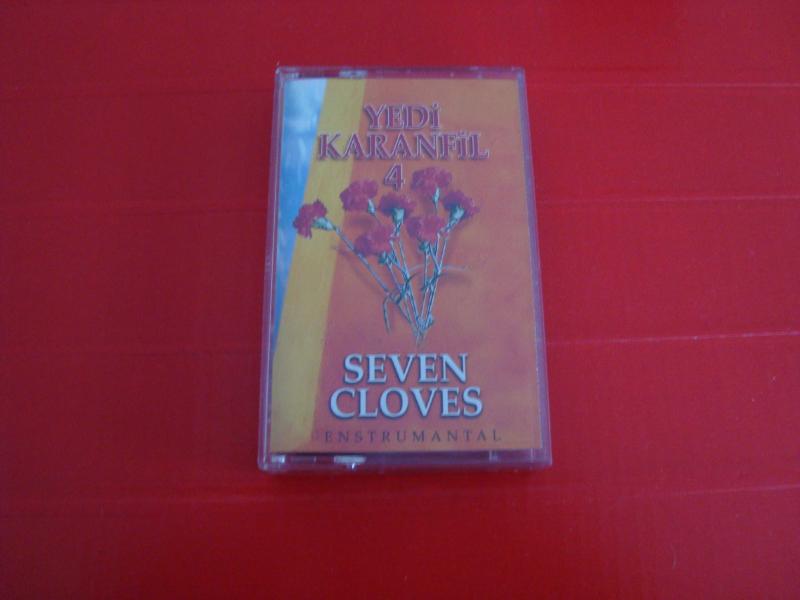 YEDİ
KARANFİL
4
SEVEN
CLOVES
ENSTRUMANTAL